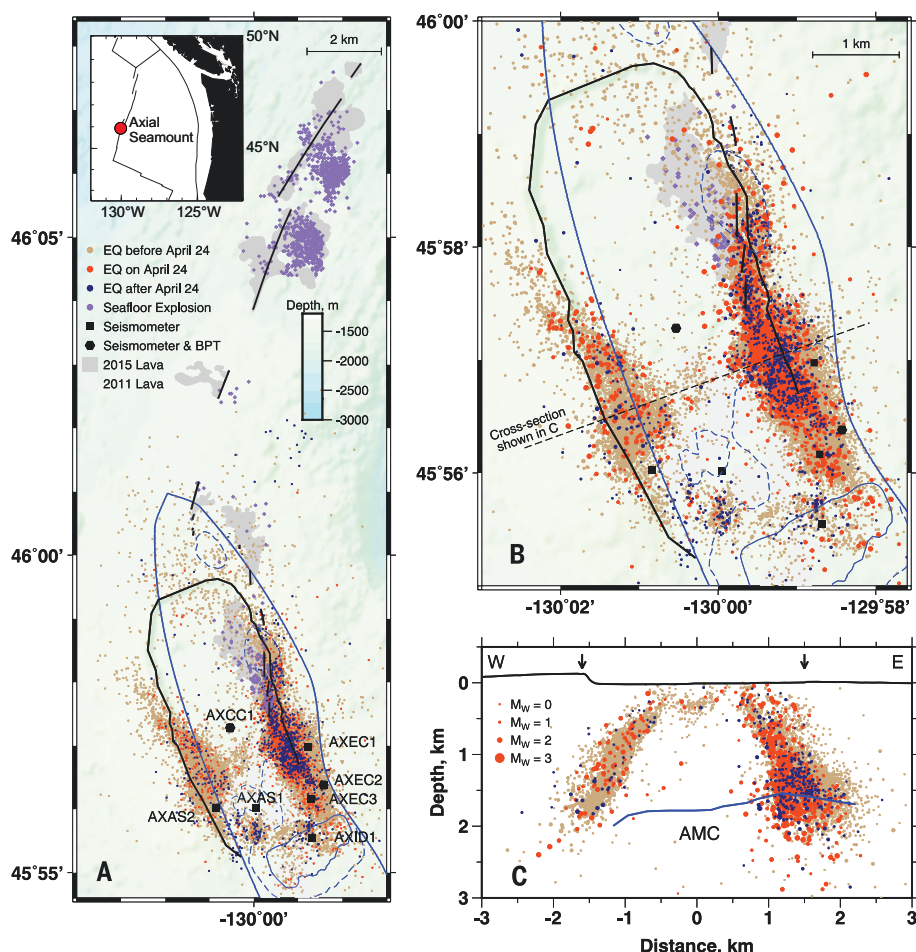 50°N
2 km
Axial
Seamount
45°N
130°W
125°W
46°05'
EQ before April 24
EQ on April 24
EQ after April 24
Seafloor Explosion
Seismometer
Seismometer & BPT
2015 Lava
2011 Lava
Depth, m
-1500
-2000
-2500
-3000
46°00'
AXCC1
AXEC1
AXEC2
AXAS1
AXEC3
AXAS2
AXID1
45°55'
A
-130°00'
46°00'
1 km
45°58'
Cross-section
shown in C
45°56'
B
-130°02'
-130°00'
-129°58'
W
E
0
Mw = 0
Mw = 1
Mw = 2
Mw = 3
1
Depth, km
2
AMC
C
3
-3
-2
-1
0
1
2
3
Distance, km